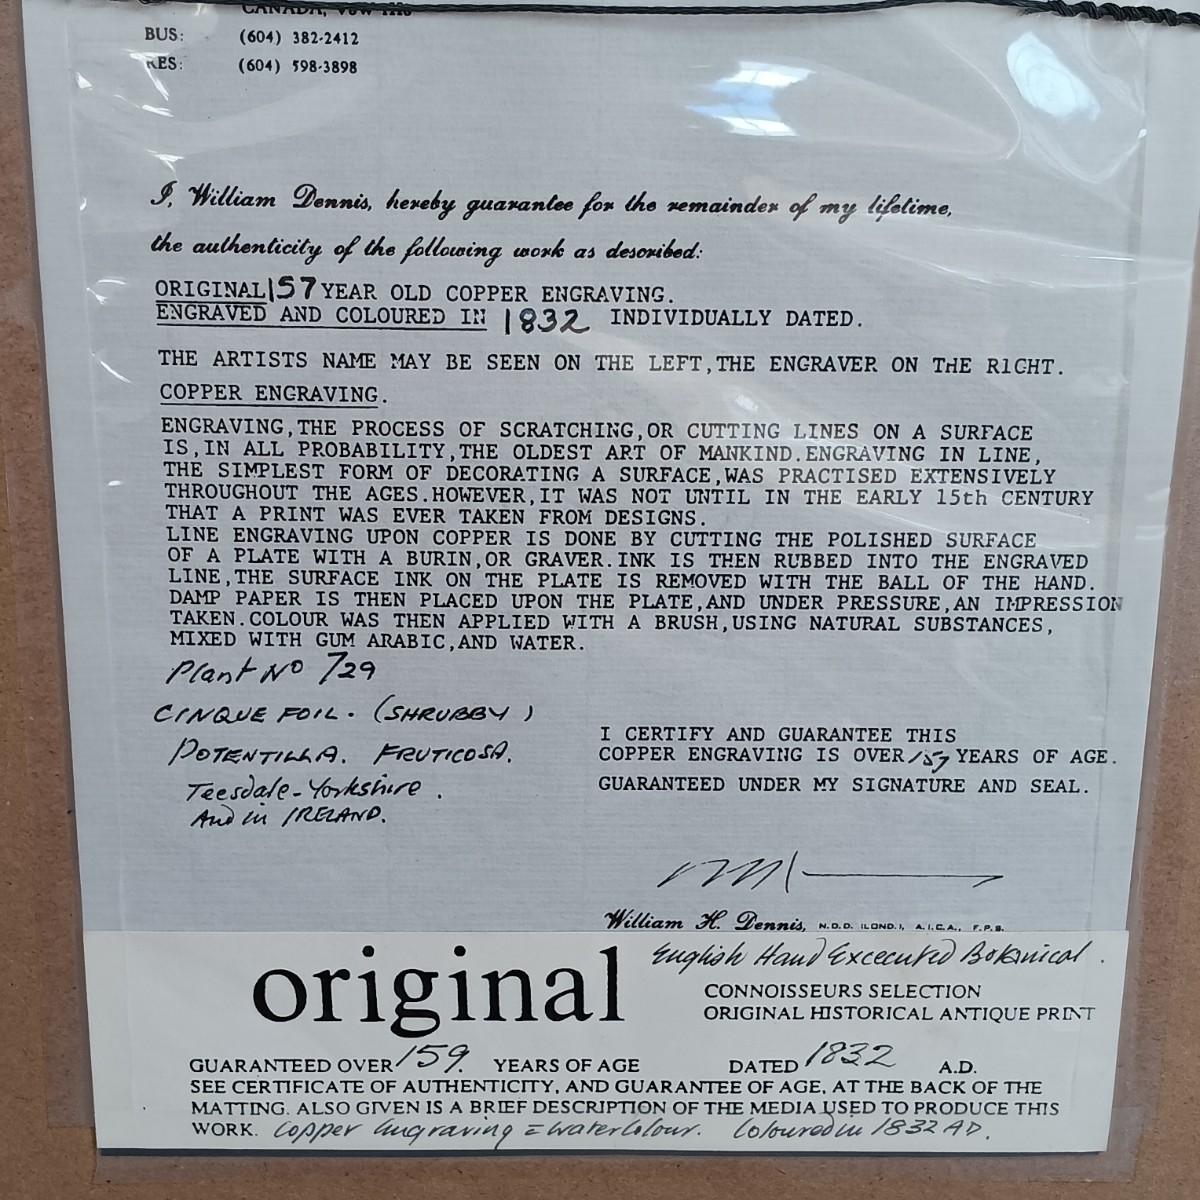 CANADA,
BUS: (604) 382-2412
RES: (604) 598-3898
I, William Dennis, hereby guarantee for the remainder of my lifetime,
the authenticity of the following work as described:
ORIGINAL 157 YEAR OLD COPPER ENGRAVING.
ENGRAVED AND COLOURED IN 1832 INDIVIDUALLY DATED.
THE ARTISTS NAME MAY BE SEEN ON THE LEFT,THE ENGRAVER ON THE RIGHT.
COPPER ENGRAVING.
ENGRAVING,THE PROCESS OF SCRATCHING,OR CUTTING LINES ON A SURFACE
IS,IN ALL PROBABILITY,THE OLDEST ART OF MANKIND.ENGRAVING IN LINE,
THE SIMPLEST FORM OF DECORATING A SURFACE,WAS PRACTISED EXTENSIVELY
THROUGHOUT THE AGES.HOWEVER,IT WAS NOT UNTIL IN THE EARLY 15th CENTURY
THAT A PRINT WAS EVER TAKEN FROM DESIGNS.
LINE ENGRAVING UPON COPPER IS DONE BY CUTTING THE POLISHED SURFACE
OF A PLATE WITH A BURIN,OR GRAVER.INK IS THEN RUBBED INTO THE ENGRAVED
LINE,THE SURFACE INK ON THE PLATE IS REMOVED WITH THE BALL OF THE HAND.
DAMP PAPER IS THEN PLACED UPON THE PLATE,AND UNDER PRESSURE,AN IMPRESSION
TAKEN.COLOUR WAS THEN APPLIED WITH A BRUSH,USING NATURAL SUBSTANCES,
MIXED WITH GUM ARABIC,AND WATER.
Plant No 729
CINQUE FOIL. (SHRUBBY)
POTENTILLA. FRUTICOSA.
Teesdale-Yorkshire.
And in IRELAND.
I CERTIFY AND GUARANTEE THIS
COPPER ENGRAVING IS OVER 157 YEARS OF AGE.
GUARANTEED UNDER MY SIGNATURE AND SEAL.
William H. Dennis, N.D.D. (LOND.), A.I.C.A., F.P.S.
original
English Hand Excecuted Botanical.
CONNOISSEURS SELECTION
ORIGINAL HISTORICAL ANTIQUE PRINT
GUARANTEED OVER 159. YEARS OF AGE DATED 1832 A.D.
SEE CERTIFICATE OF AUTHENTICITY, AND GUARANTEE OF AGE, AT THE BACK OF THE
MATTING. ALSO GIVEN IS A BRIEF DESCRIPTION OF THE MEDIA USED TO PRODUCE THIS
WORK. Copper Engraving = Watercolour. Coloured in 1832 AD.